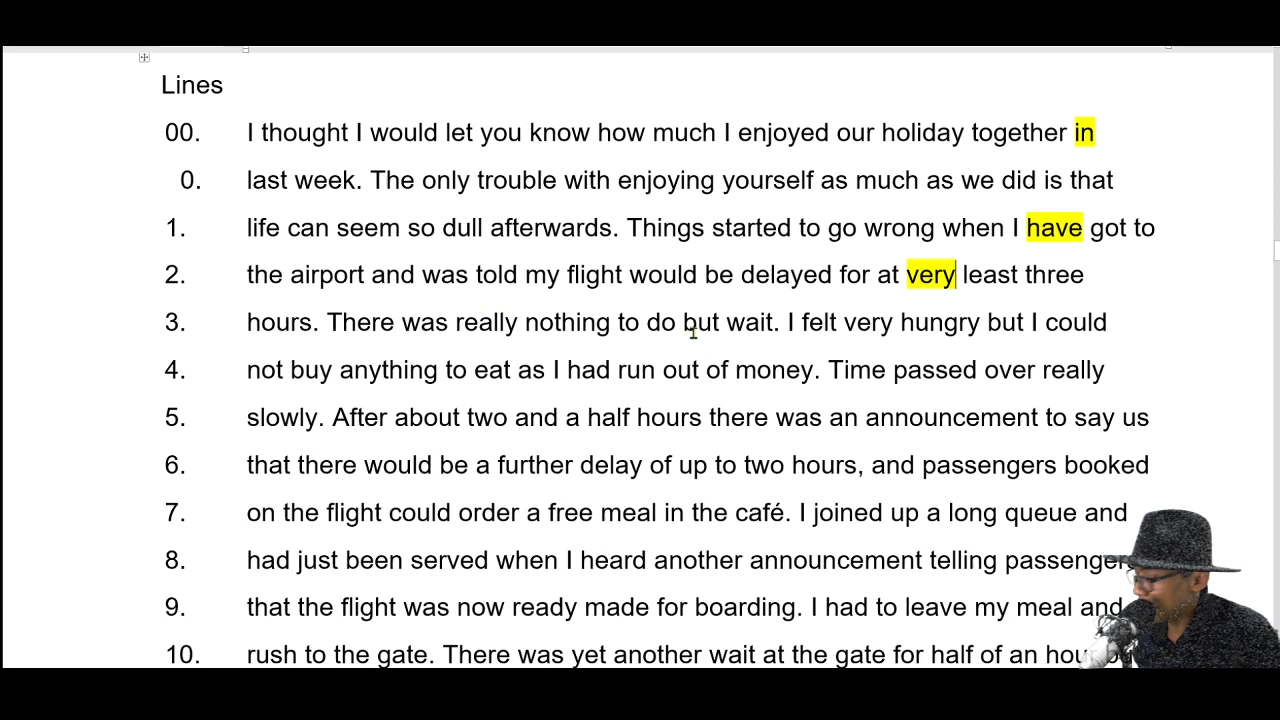 Lines
00. I thought I would let you know how much I enjoyed our holiday together in
0. last week. The only trouble with enjoying yourself as much as we did is that
1. life can seem so dull afterwards. Things started to go wrong when I have got to
2. the airport and was told my flight would be delayed for at very least three
3. hours. There was really nothing to do but wait. I felt very hungry but I could
4. not buy anything to eat as I had run out of money. Time passed over really
5. slowly. After about two and a half hours there was an announcement to say us
6. that there would be a further delay of up to two hours, and passengers booked
7. on the flight could order a free meal in the café. I joined up a long queue and
8. had just been served when I heard another announcement telling passengers
9. that the flight was now ready made for boarding. I had to leave my meal and
10. rush to the gate. There was yet another wait at the gate for half of an hour